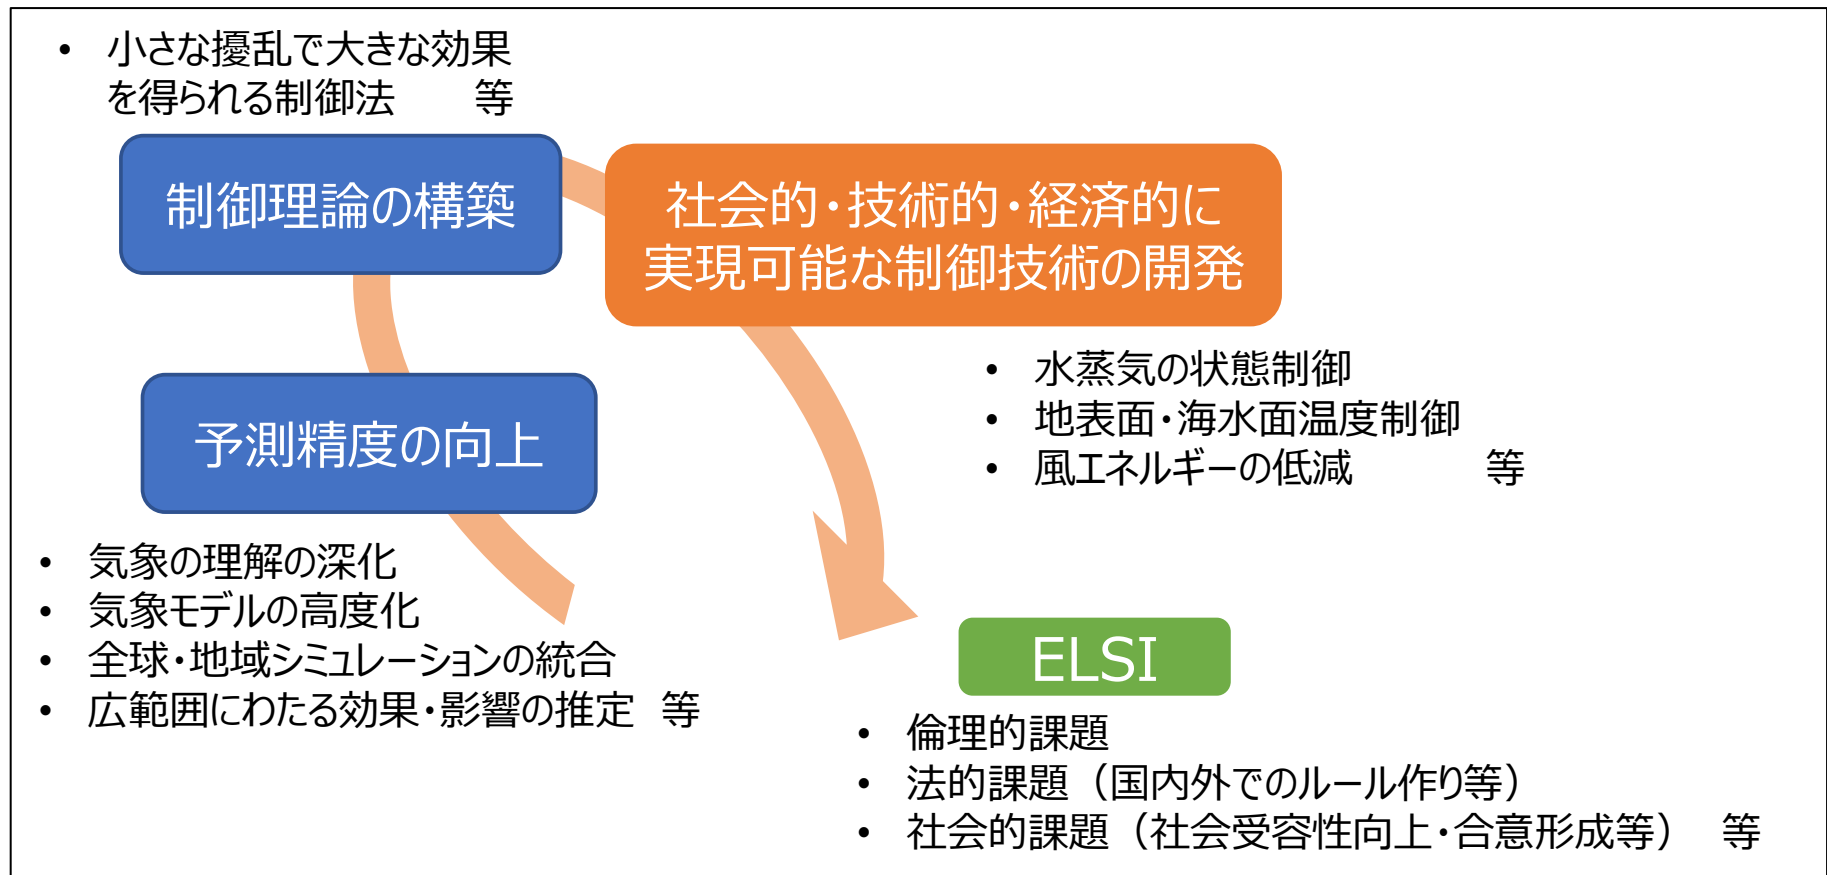 • 小さな擾乱で大きな効果
を得られる制御法 等
制御理論の構築
社会的・技術的・経済的に
実現可能な制御技術の開発
• 水蒸気の状態制御
• 地表面・海水面温度制御
• 風エネルギーの低減 等
予測精度の向上
• 気象の理解の深化
• 気象モデルの高度化
• 全球・地域シミュレーションの統合
• 広範囲にわたる効果・影響の推定 等
ELSI
• 倫理的課題
• 法的課題（国内外でのルール作り等）
• 社会的課題（社会受容性向上・合意形成等） 等